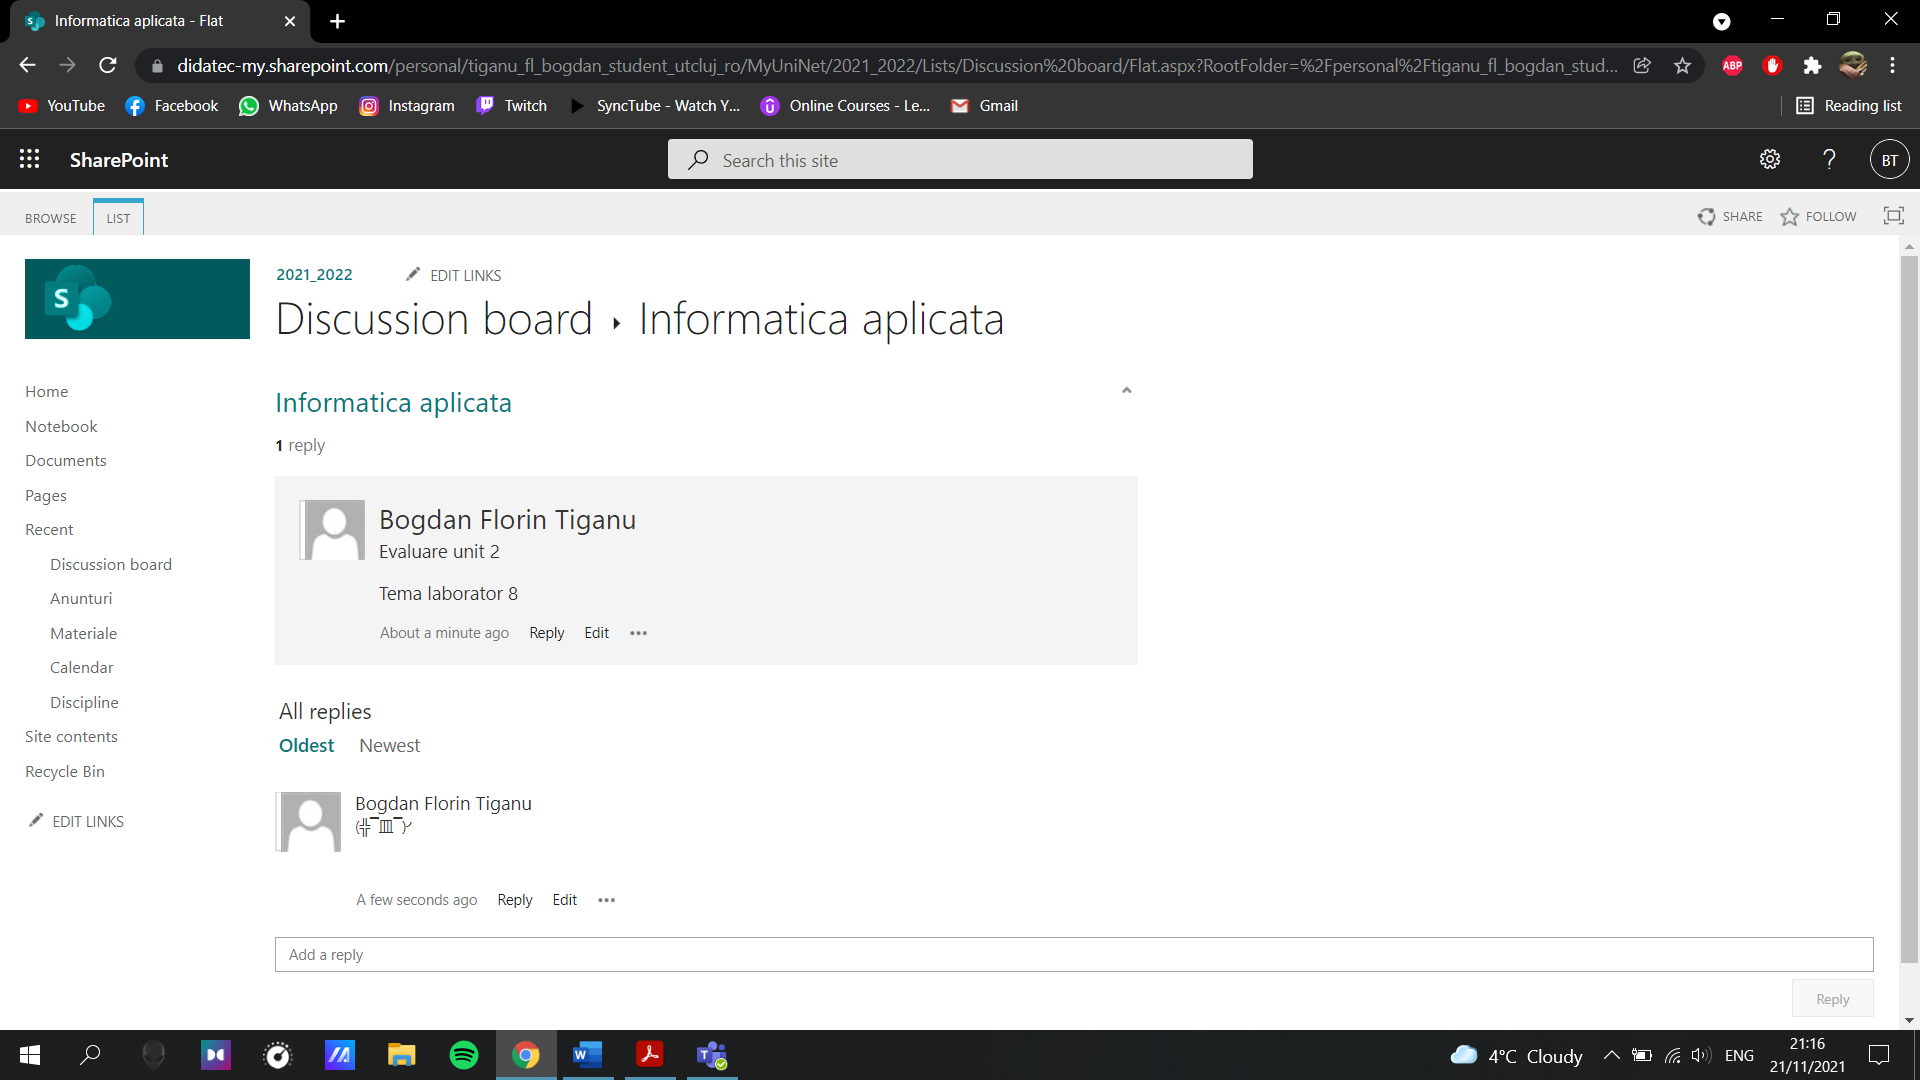 Informatica aplicata - Flat
didatec-my.sharepoint.com/personal/tiganu_fl_bogdan_student_utcluj_ro/MyUniNet/2021_2022/Lists/Discussion%20board/Flat.aspx?RootFolder=%2Fpersonal%2Ftiganu_fl_bogdan_stud...
ABP
YouTube Facebook WhatsApp Instagram Twitch SyncTube - Watch Y... Online Courses - Le... Gmail Reading list
SharePoint Search this site ? BT
BROWSE LIST SHARE FOLLOW
S
2021_2022 EDIT LINKS
Discussion board ▸ Informatica aplicata
Home
Notebook
Documents
Pages
Recent
Discussion board
Anunturi
Materiale
Calendar
Discipline
Site contents
Recycle Bin
EDIT LINKS
Informatica aplicata
1 reply
Bogdan Florin Tiganu
Evaluare unit 2
Tema laborator 8
About a minute ago Reply Edit •••
All replies
Oldest Newest
Bogdan Florin Tiganu
(╬▔皿▔)╯
A few seconds ago Reply Edit •••
Add a reply
Reply
4°C Cloudy ENG
21:16
21/11/2021